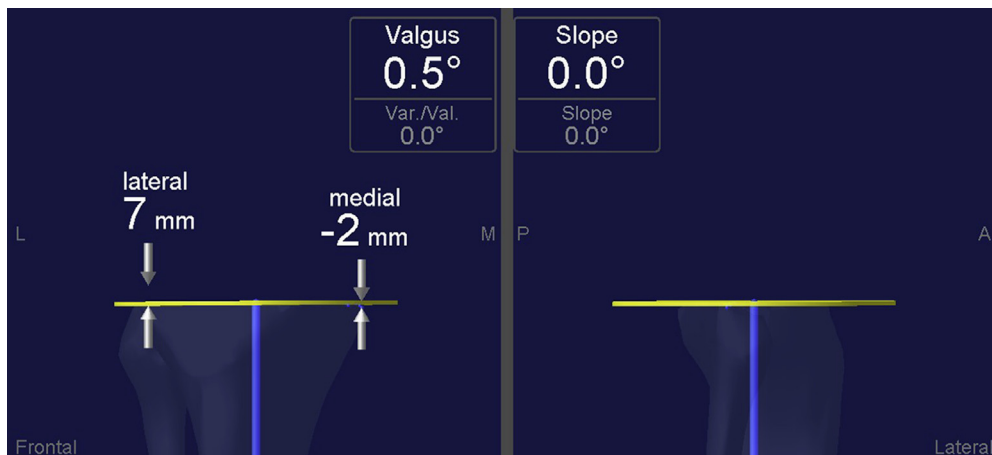 Valgus
0.5°
Var./Val.
0.0°
Slope
0.0°
Slope
0.0°
lateral
7 mm
medial
-2 mm
L
M
P
A
Frontal
Lateral